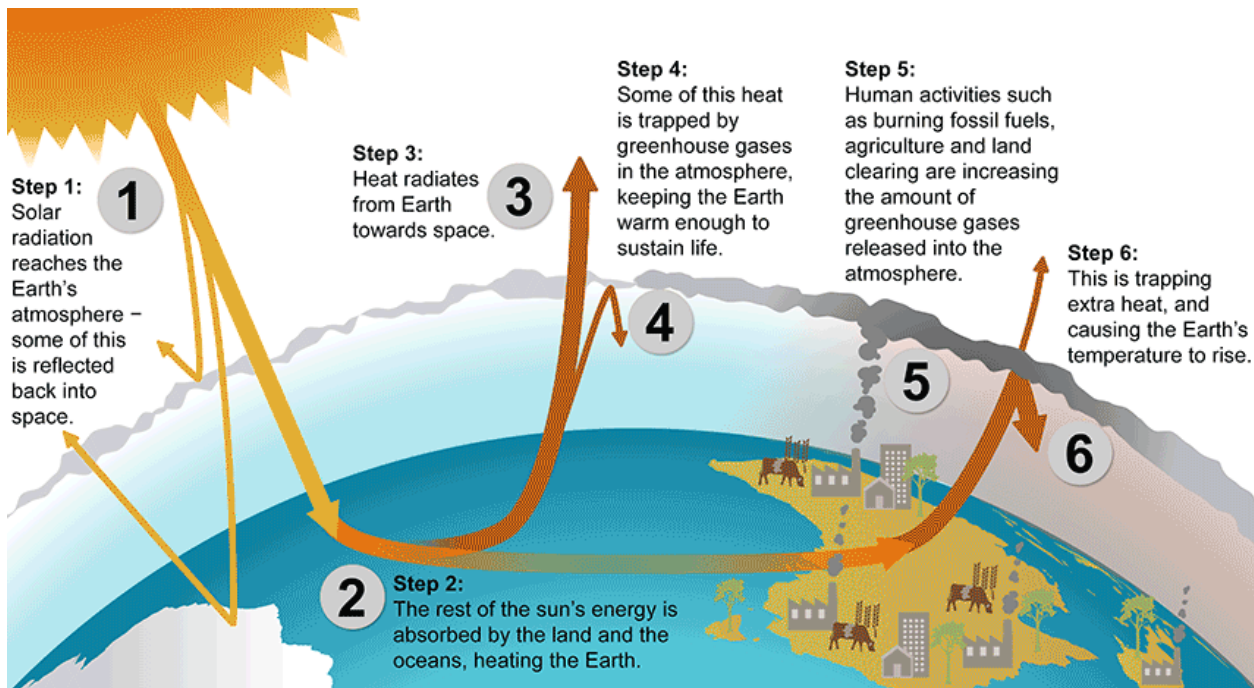 Step 1:
Solar
radiation
reaches the
Earth's
atmosphere −
some of this
is reflected
back into
space.
1
2
Step 2:
The rest of the sun's energy is
absorbed by the land and the
oceans, heating the Earth.
Step 3:
Heat radiates
from Earth
towards space.
3
Step 4:
Some of this heat
is trapped by
greenhouse gases
in the atmosphere,
keeping the Earth
warm enough to
sustain life.
4
Step 5:
Human activities such
as burning fossil fuels,
agriculture and land
clearing are increasing
the amount of
greenhouse gases
released into the
atmosphere.
5
Step 6:
This is trapping
extra heat, and
causing the Earth's
temperature to rise.
6